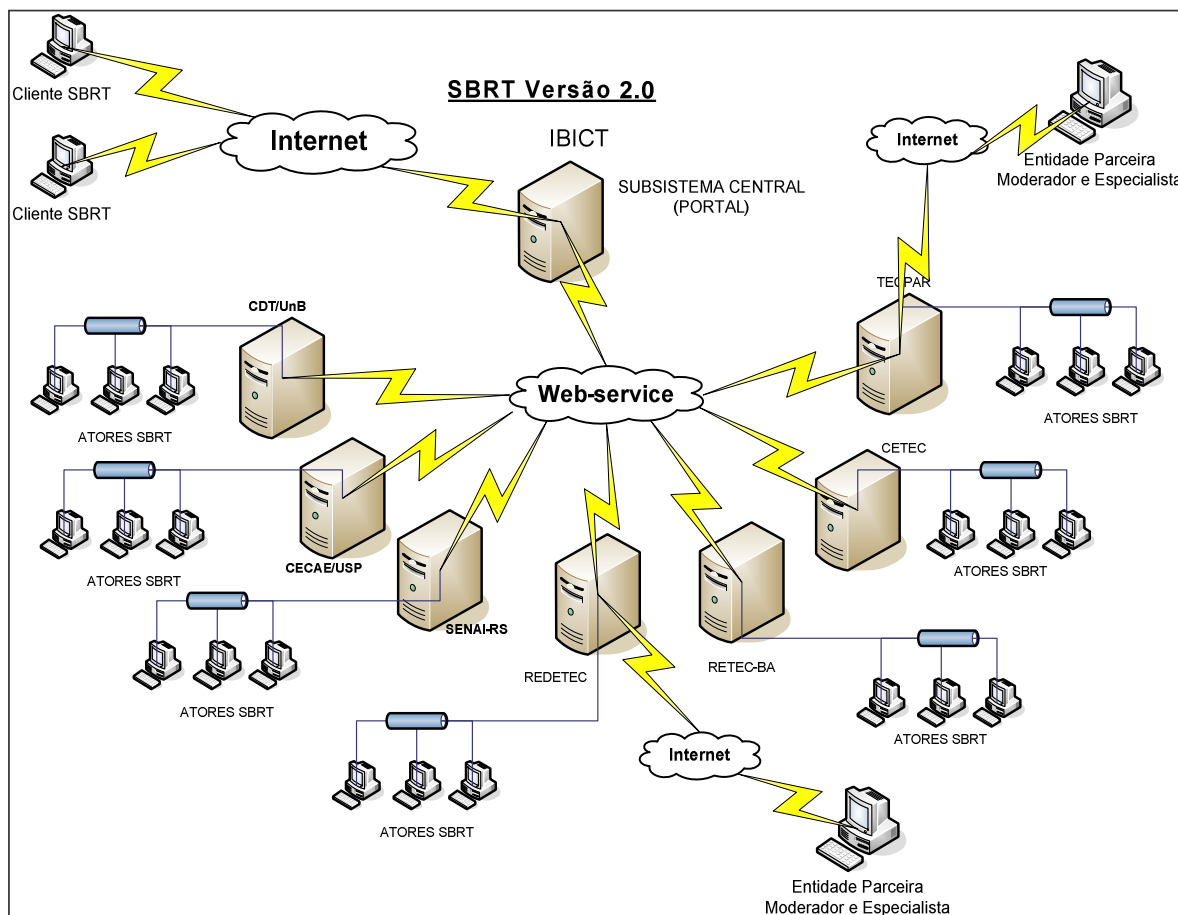 Cliente SBRT
SBRT Versão 2.0
Internet
IBICT
Internet
Entidade Parceira
Moderador e Especialista
SUBSISTEMA CENTRAL
(PORTAL)
Cliente SBRT
TECPAR
CDT/UnB
Web-service
ATORES SBRT
ATORES SBRT
CETEC
CECAE/USP
ATORES SBRT
ATORES SBRT
SENAI-RS
REDETEC
RETEC-BA
ATORES SBRT
ATORES SBRT
Internet
ATORES SBRT
Entidade Parceira
Moderador e Especialista